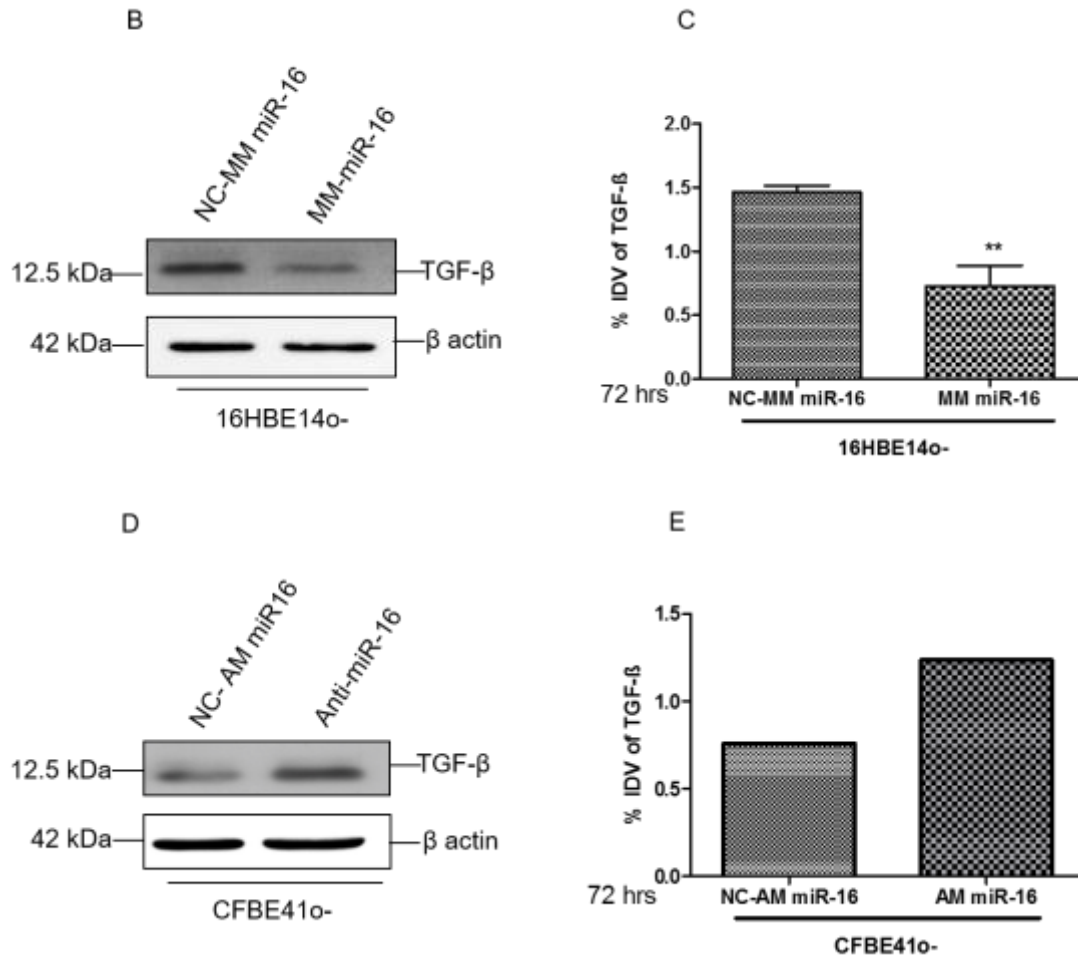 B
NC-MM miR-16
MM-miR-16
12.5 kDa
TGF-β
42 kDa
β actin
16HBE14o-
C
% IDV of TGF-ß
2.0
1.5
1.0
0.5
0.0
**
72 hrs
NC-MM miR-16
MM miR-16
16HBE14o-
D
NC- AM miR16
Anti-miR-16
12.5 kDa
TGF-β
42 kDa
β actin
CFBE41o-
E
% IDV of TGF-ß
1.5
1.0
0.5
0.0
72 hrs
NC-AM miR-16
AM miR-16
CFBE41o-